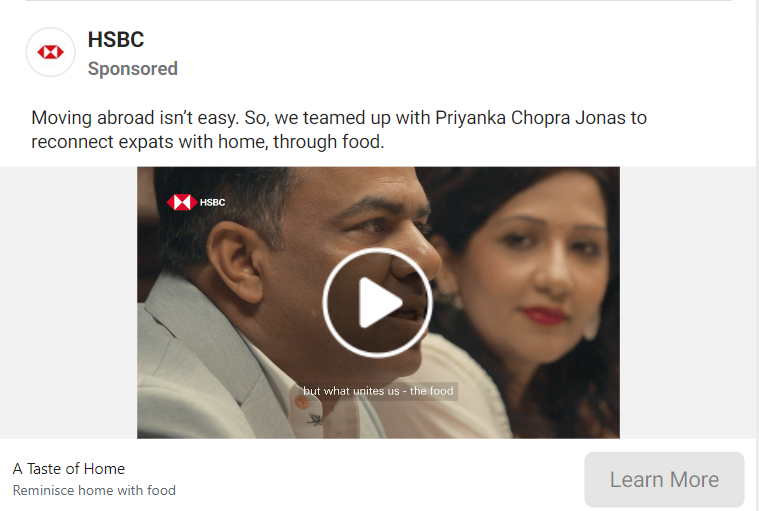 HSBC
Sponsored
Moving abroad isn’t easy. So, we teamed up with Priyanka Chopra Jonas to
reconnect expats with home, through food.
HSBC
but what unites us - the food
A Taste of Home
Reminisce home with food
Learn More